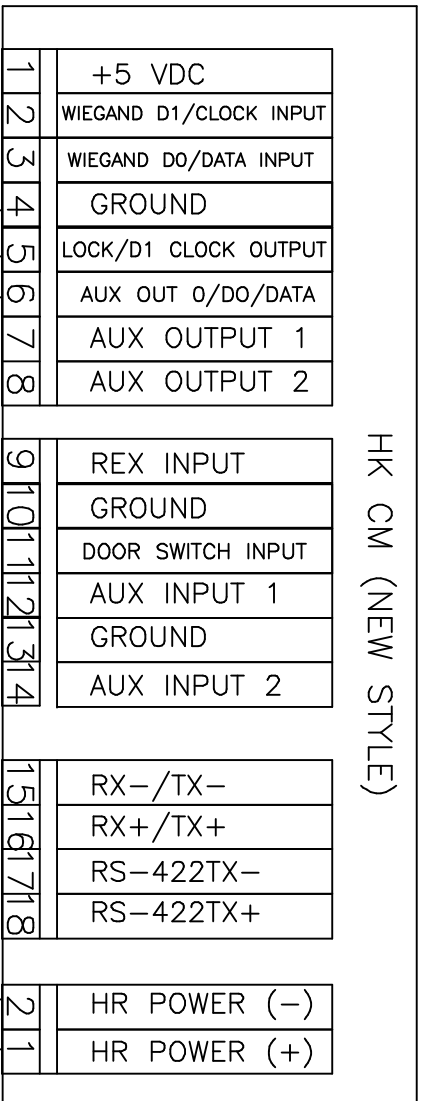 1 +5 VDC
2 WIEGAND D1/CLOCK INPUT
3 WIEGAND DO/DATA INPUT
4 GROUND
5 LOCK/D1 CLOCK OUTPUT
6 AUX OUT 0/DO/DATA
7 AUX OUTPUT 1
8 AUX OUTPUT 2
9 REX INPUT
10 GROUND
11 DOOR SWITCH INPUT
12 AUX INPUT 1
13 GROUND
14 AUX INPUT 2
15 RX-/TX-
16 RX+/TX+
17 RS-422TX-
18 RS-422TX+
2 HR POWER (-)
1 HR POWER (+)
HK CM (NEW STYLE)